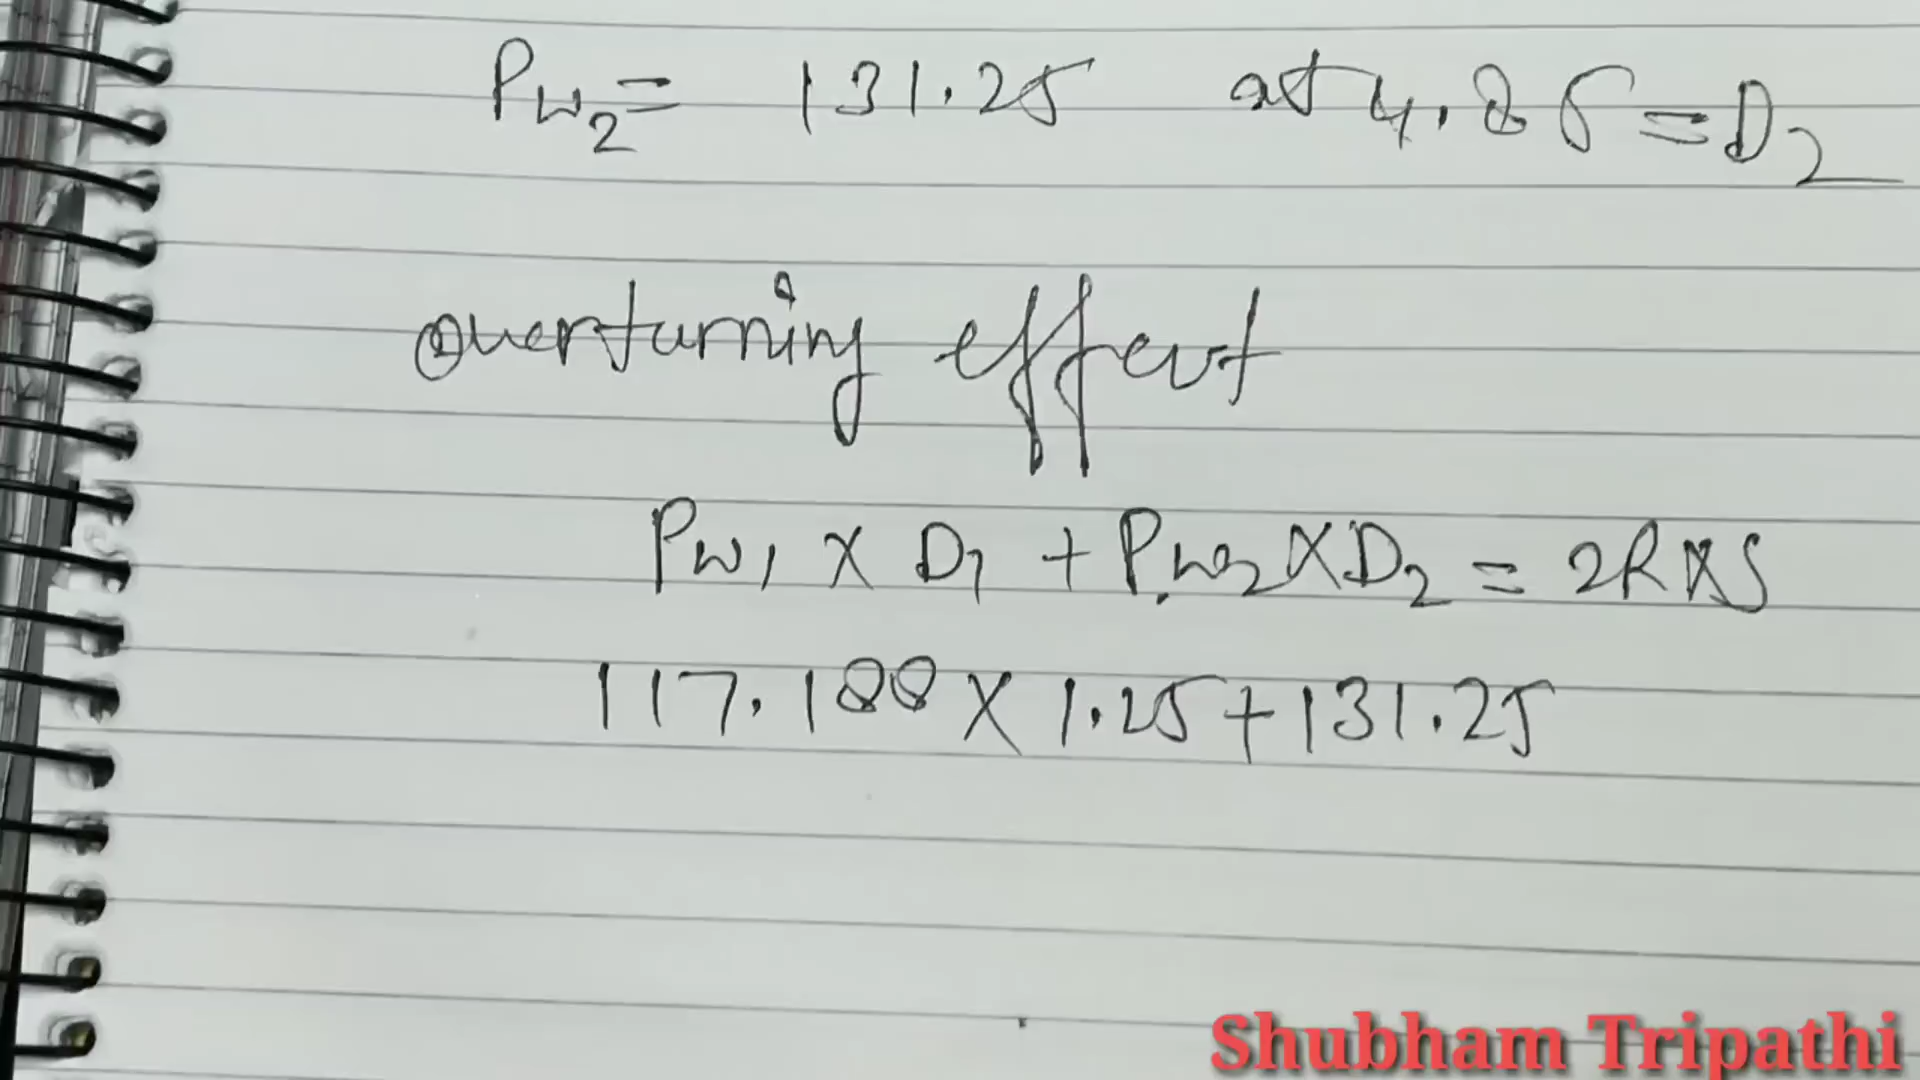 Pw2 = 131.25 at 4.25 = D2
overturning effect
Pw1 X D1 + Pw2 X D2 = 2R X S
117.188 X 1.25 + 131.25
Shubham Tripathi